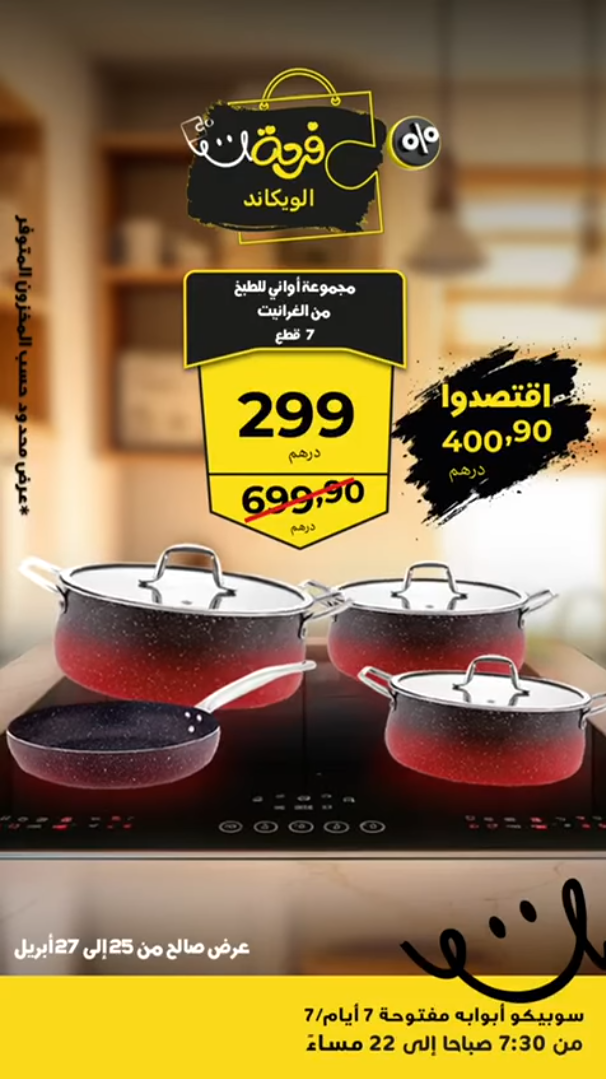 فرحة
الويكاند
%
مجموعة أواني للطبخ
من الغرانيت
7 قطع
299
درهم
699,90
درهم
اقتصدوا
400,90
درهم
*عرض محدود حسب المخزون المتوفر
عرض صالح من 25 إلى 27 أبريل
سوبيكو أبوابه مفتوحة 7 أيام/7
من 7:30 صباحا إلى 22 مساءً